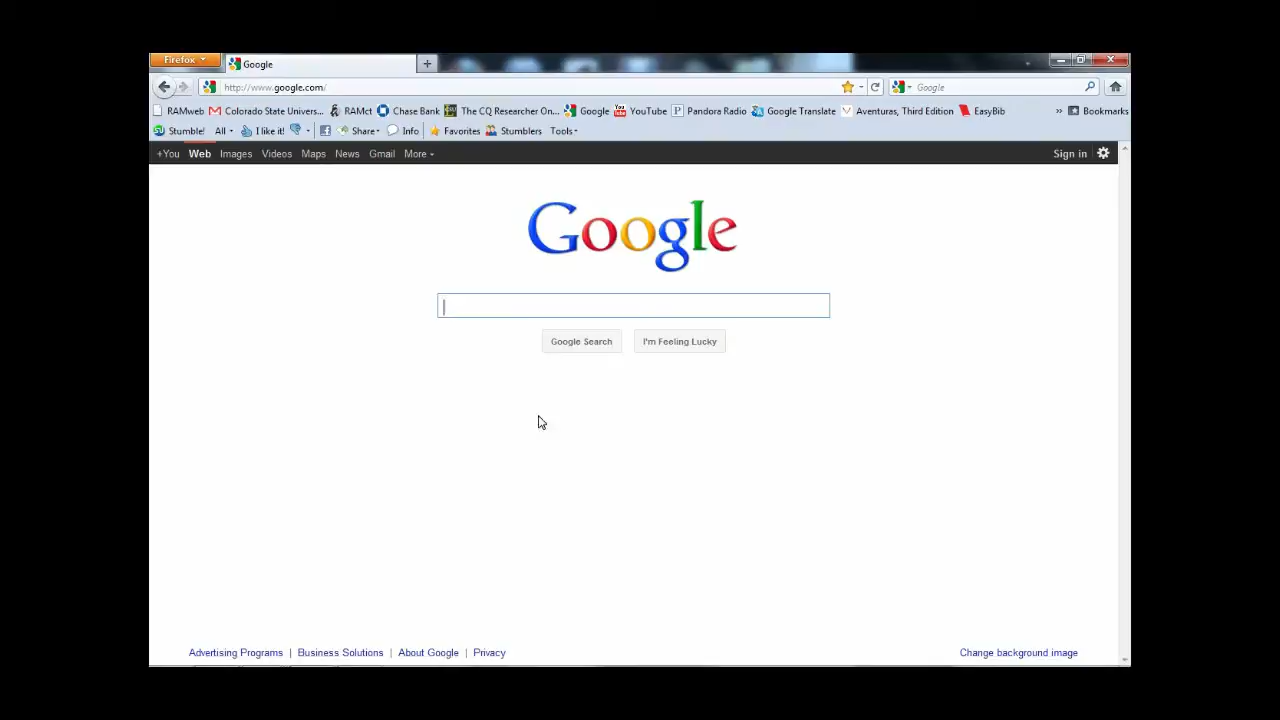 Firefox
Google
http://www.google.com/
Google
RAMweb Colorado State Univers... RAMct Chase Bank The CQ Researcher On... Google YouTube Pandora Radio Google Translate Aventuras, Third Edition EasyBib » Bookmarks
Stumble! All I like it! Share Info Favorites Stumblers Tools
+You Web Images Videos Maps News Gmail More Sign in
Google
Google Search I'm Feeling Lucky
Advertising Programs | Business Solutions | About Google | Privacy Change background image